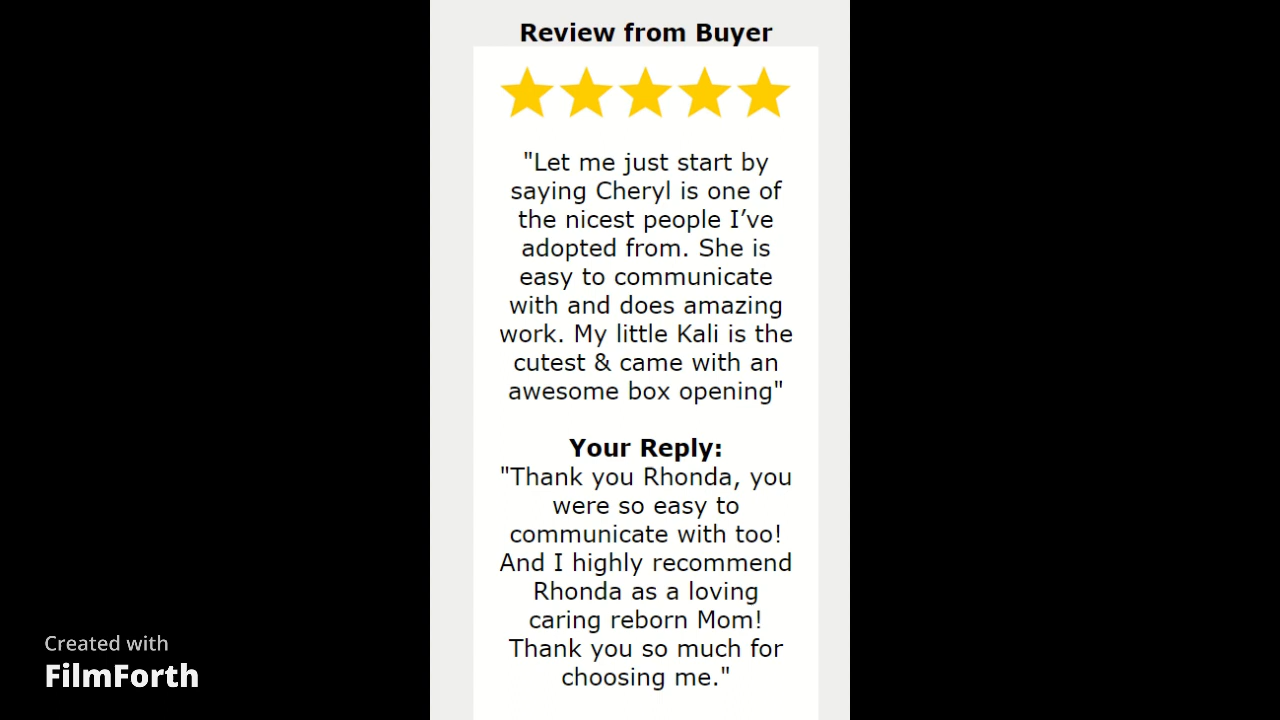 Review from Buyer
"Let me just start by
saying Cheryl is one of
the nicest people I’ve
adopted from. She is
easy to communicate
with and does amazing
work. My little Kali is the
cutest & came with an
awesome box opening"
Your Reply:
"Thank you Rhonda, you
were so easy to
communicate with too!
And I highly recommend
Rhonda as a loving
caring reborn Mom!
Thank you so much for
choosing me."
Created with
FilmForth